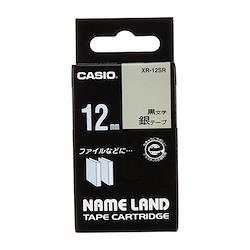 CASIO
XR-12SR
12mm
黒文字
銀テープ
ファイルなどに…
NAME LAND
TAPE CARTRIDGE